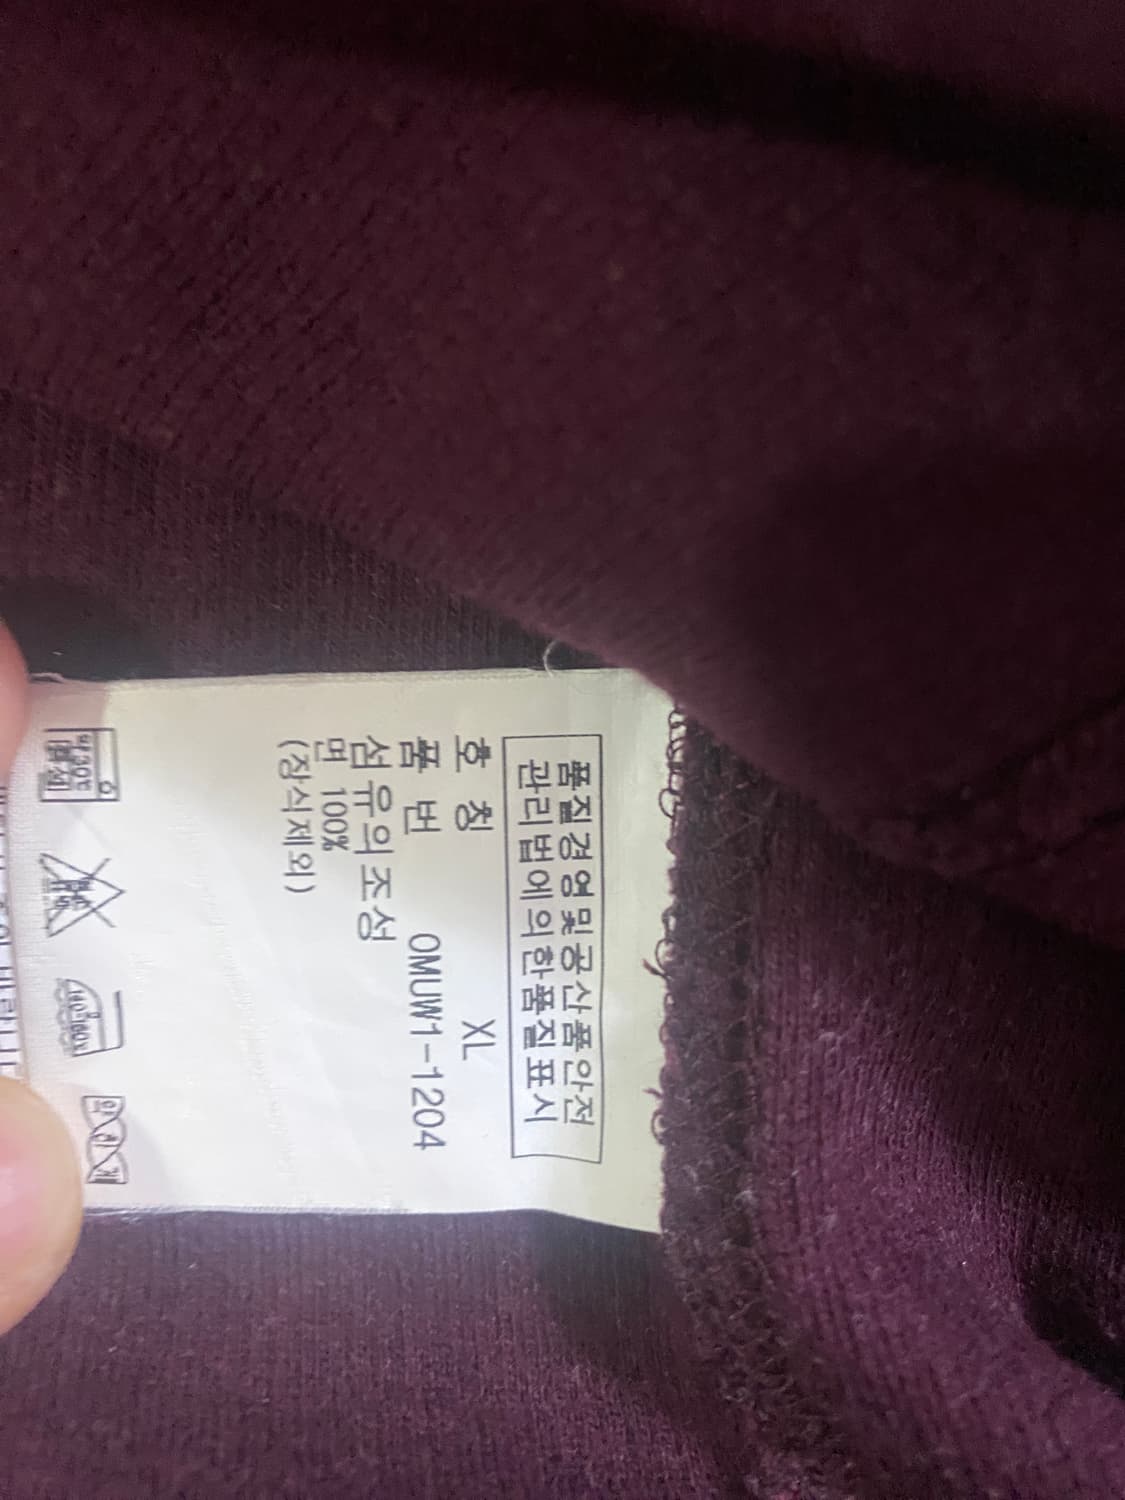 품질경영및공산품안전
관리법에의한품질표시
호 칭 XL
품 번 OMUW1-1204
섬유의조성
면 100%
(장식제외)
약30℃
중성